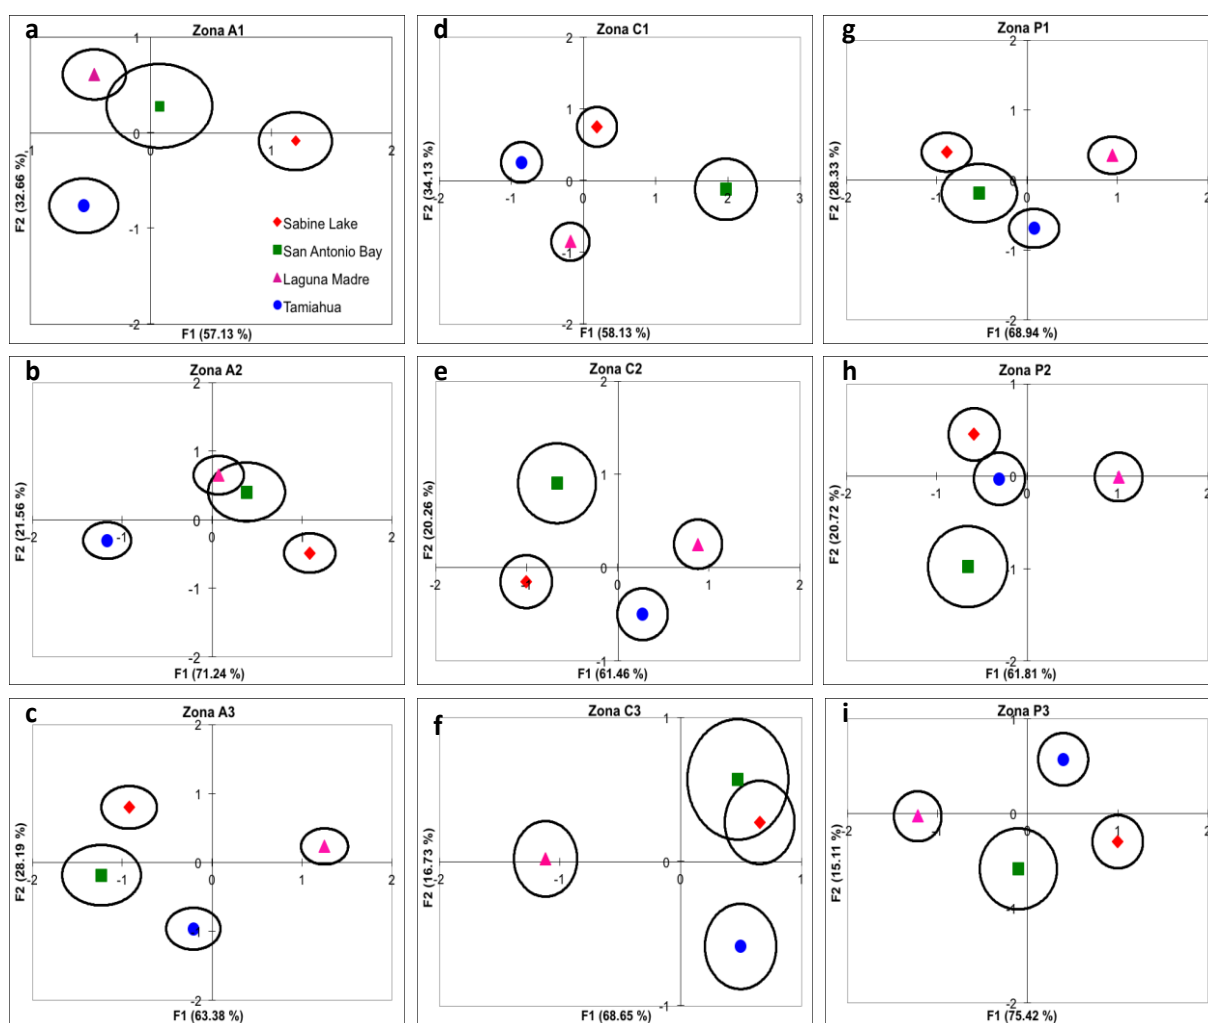 a
Zona A1
1
0
-1
-2
1
0
1
2
F2 (32.66 %)
F1 (57.13 %)
Sabine Lake
San Antonio Bay
Laguna Madre
Tamiahua
d
Zona C1
2
1
0
-1
-2
-2
-1
0
1
2
3
F2 (34.13 %)
F1 (58.13 %)
g
Zona P1
2
1
0
-1
-2
-2
-1
0
1
2
F2 (28.33 %)
F1 (68.94 %)
b
Zona A2
2
1
0
-1
-2
-2
-1
0
1
2
F2 (21.56 %)
F1 (71.24 %)
e
Zona C2
2
1
0
-1
-2
-1
0
1
2
F2 (20.26 %)
F1 (61.46 %)
h
Zona P2
1
0
-1
-2
-2
-1
0
1
2
F2 (20.72 %)
F1 (61.81 %)
c
Zona A3
2
1
0
-1
-2
-2
-1
0
1
2
F2 (28.19 %)
F1 (63.38 %)
f
Zona C3
1
0
-1
-2
-1
0
1
F2 (16.73 %)
F1 (68.65 %)
i
Zona P3
2
1
0
-1
-2
-2
-1
0
1
2
F2 (15.11 %)
F1 (75.42 %)